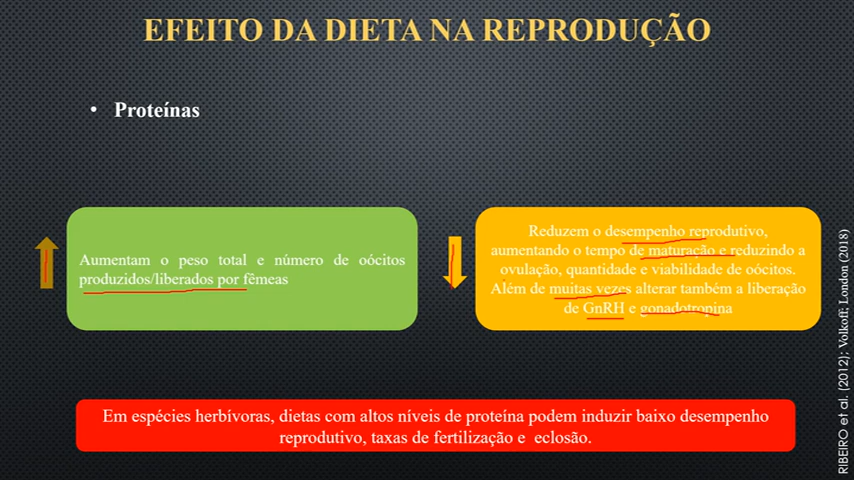 EFEITO DA DIETA NA REPRODUÇÃO
• Proteínas
Aumentam o peso total e número de oócitos
produzidos/liberados por fêmeas
Reduzem o desempenho reprodutivo,
aumentando o tempo de maturação e reduzindo a
ovulação, quantidade e viabilidade de oócitos.
Além de muitas vezes alterar também a liberação
de GnRH e gonadotropina
Em espécies herbívoras, dietas com altos níveis de proteína podem induzir baixo desempenho
reprodutivo, taxas de fertilização e eclosão.
RIBEIRO et al. (2012); Volkoff; London (2018)